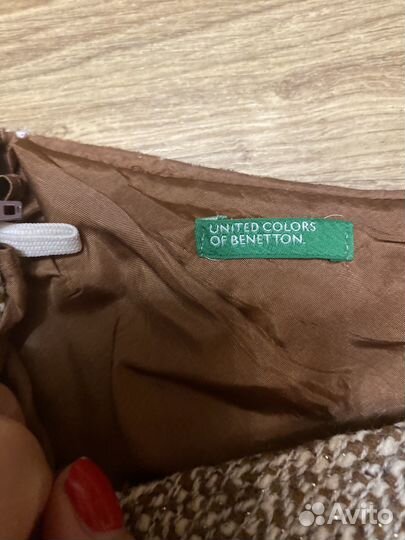 UNITED COLORS
OF BENETTON.
Avito